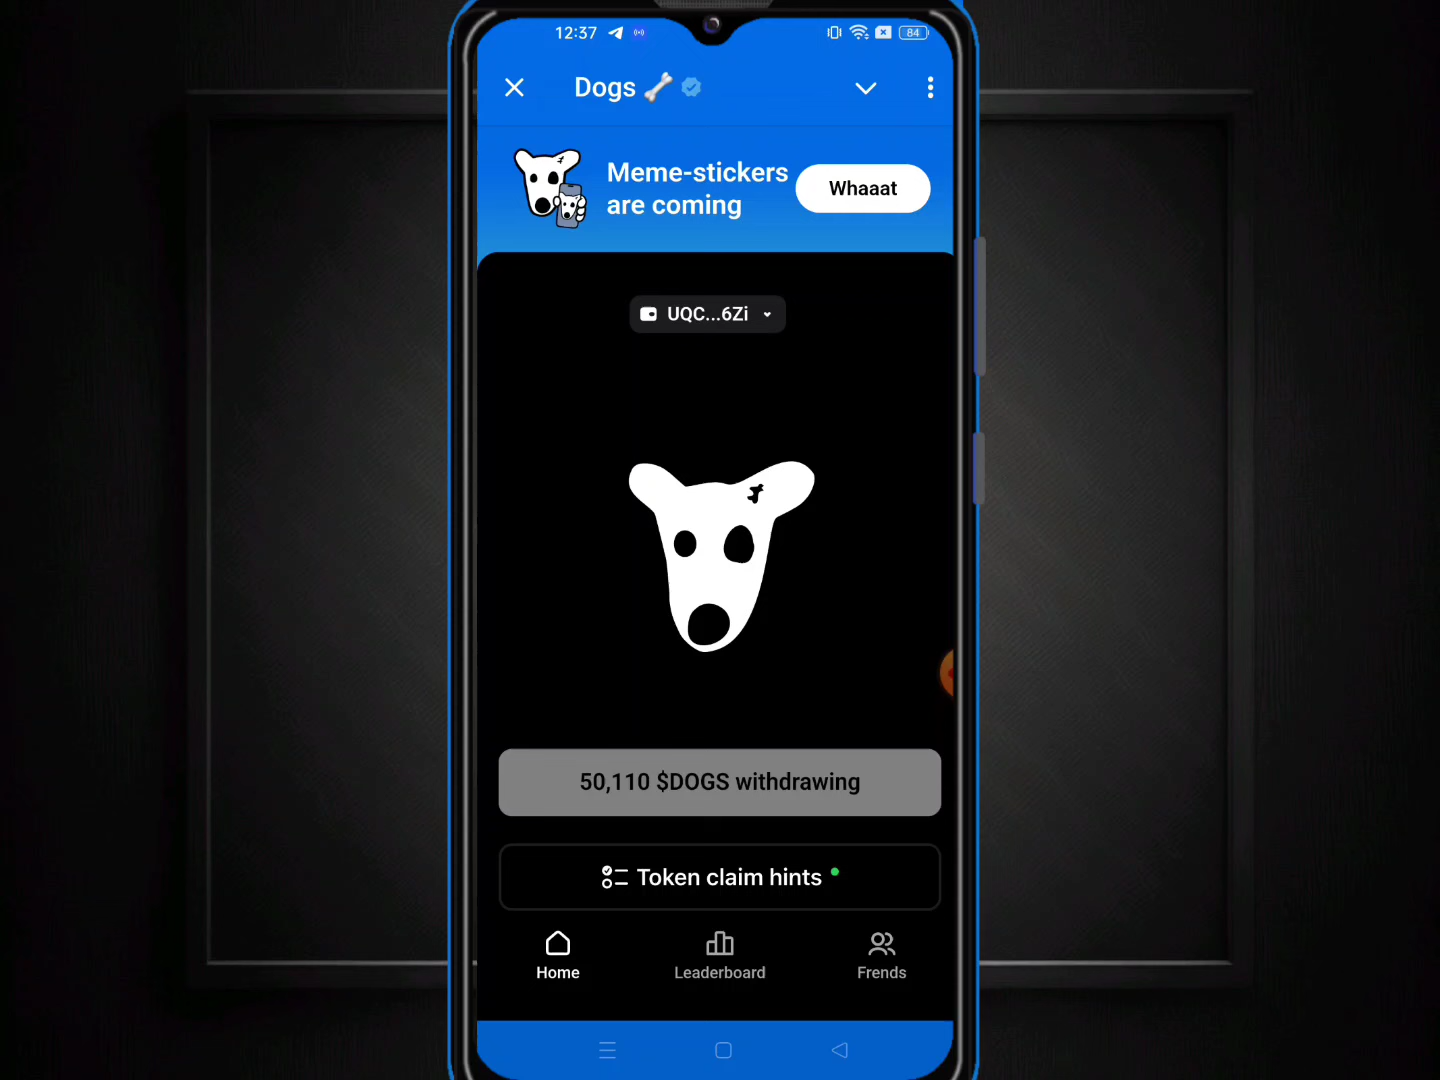 12:37
84
Dogs
Meme-stickers
are coming
Whaaat
UQC...6Zi
50,110 $DOGS withdrawing
Token claim hints
Home
Leaderboard
Frends